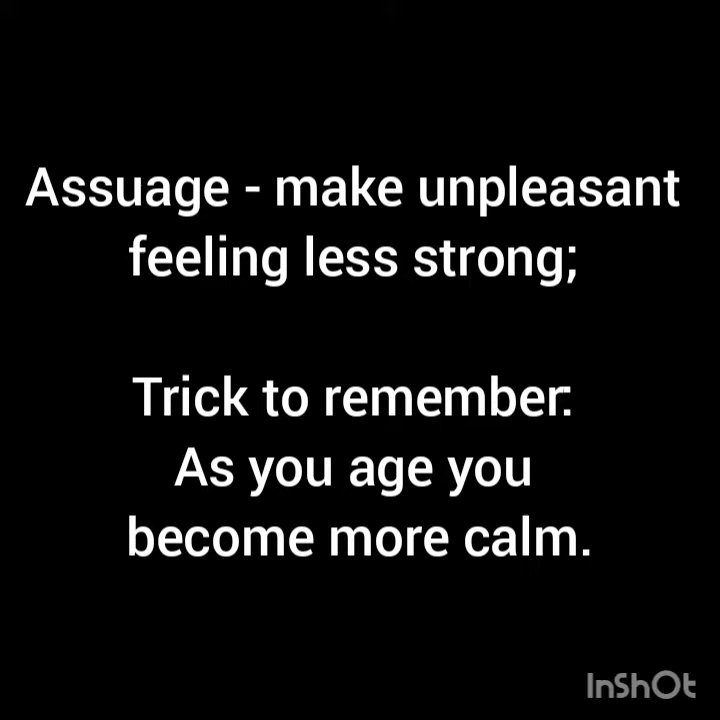 Assuage - make unpleasant
feeling less strong;
Trick to remember:
As you age you
become more calm.
InShOt